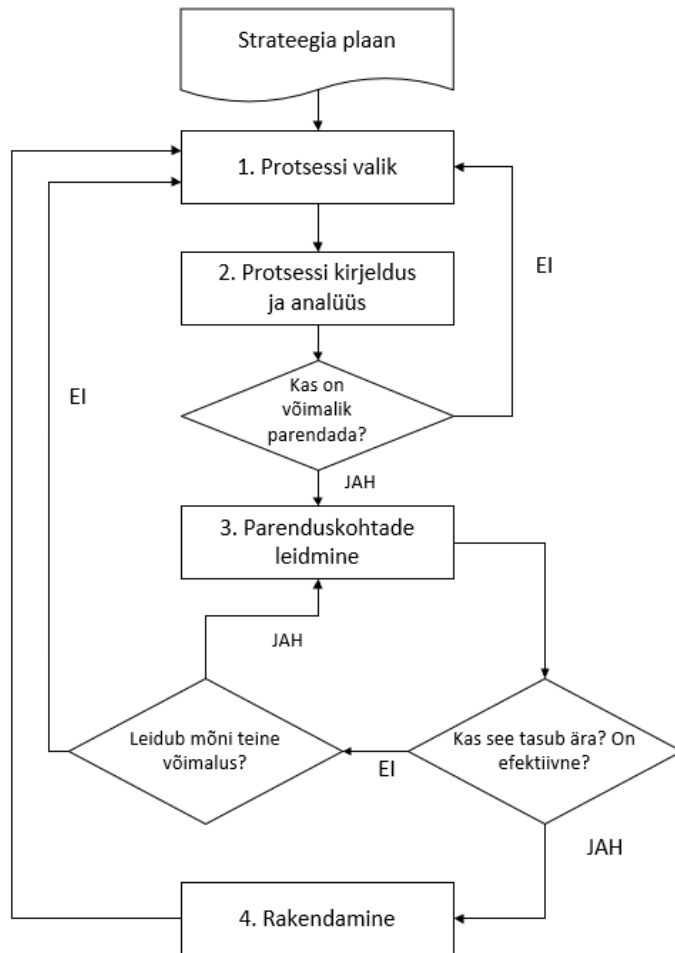 Strateegia plaan
1. Protsessi valik
2. Protsessi kirjeldus
ja analüüs
EI
EI
Kas on
võimalik
parendada?
JAH
3. Parenduskohtade
leidmine
JAH
Leidub mõni teine
võimalus?
EI
Kas see tasub ära? On
efektiivne?
JAH
4. Rakendamine